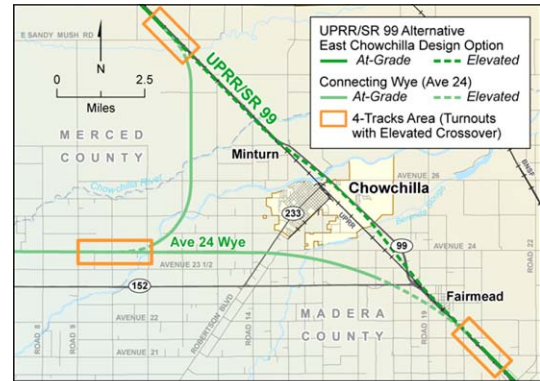 E SANDY MUSH RD
N
0 2.5
Miles
UPRR/SR 99 Alternative
East Chowchilla Design Option
At-Grade Elevated
Connecting Wye (Ave 24)
At-Grade Elevated
4-Tracks Area (Turnouts
with Elevated Crossover)
UPRR/SR 99
MERCED
COUNTY
Minturn
BNSF
Chowchilla River
AVENUE 26
Chowchilla
233
UPRR
Ave 24 Wye
99
AVENUE 24
ROAD 22
AVENUE 23 1/2
152
Fairmead
ROBERTSON BLVD
ROAD 14
MADERA
COUNTY
ROAD 19
AVENUE 22
ROAD 8
ROAD 9
AVENUE 21